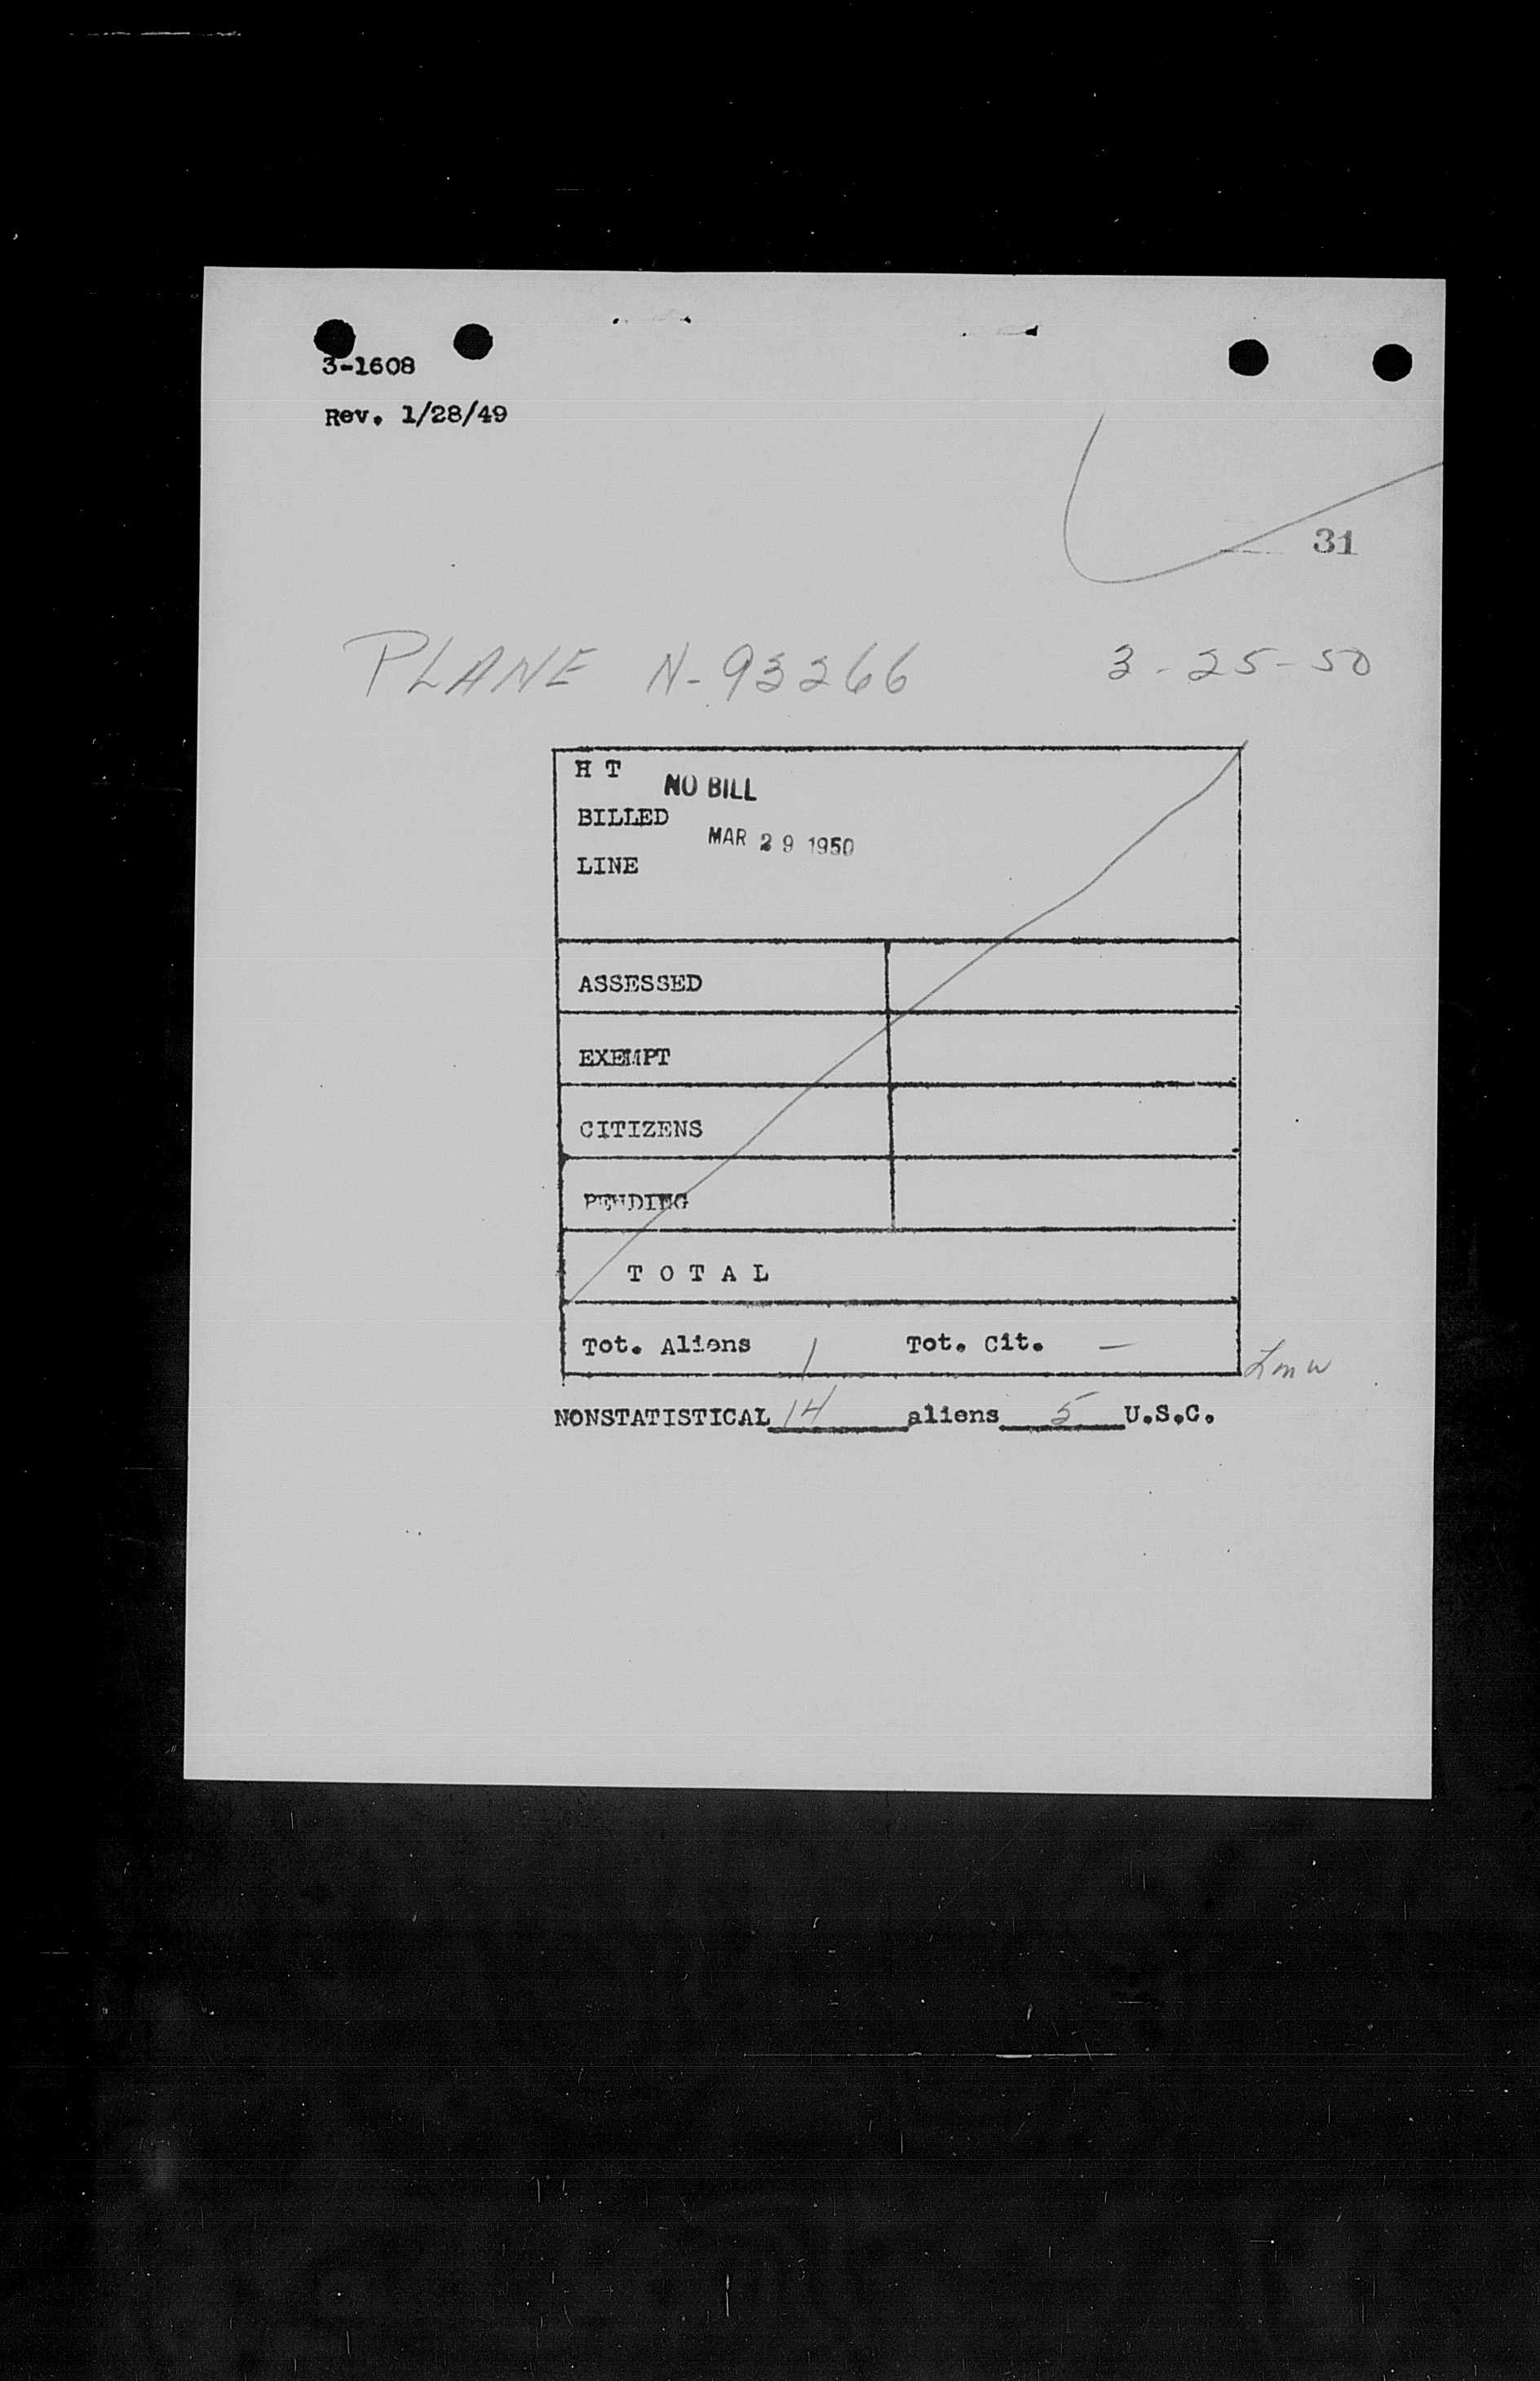 3-1608
Rev. 1/28/49
31
PLANE N-93266 3-25-50
H T
NO BILL
BILLED
MAR 29 1950
LINE
ASSESSED
EXEMPT
CITIZENS
PENDING
T O T A L
Tot. Aliens 1 Tot. Cit. —
Lmw
NONSTATISTICAL 14 aliens 5 U.S.C.